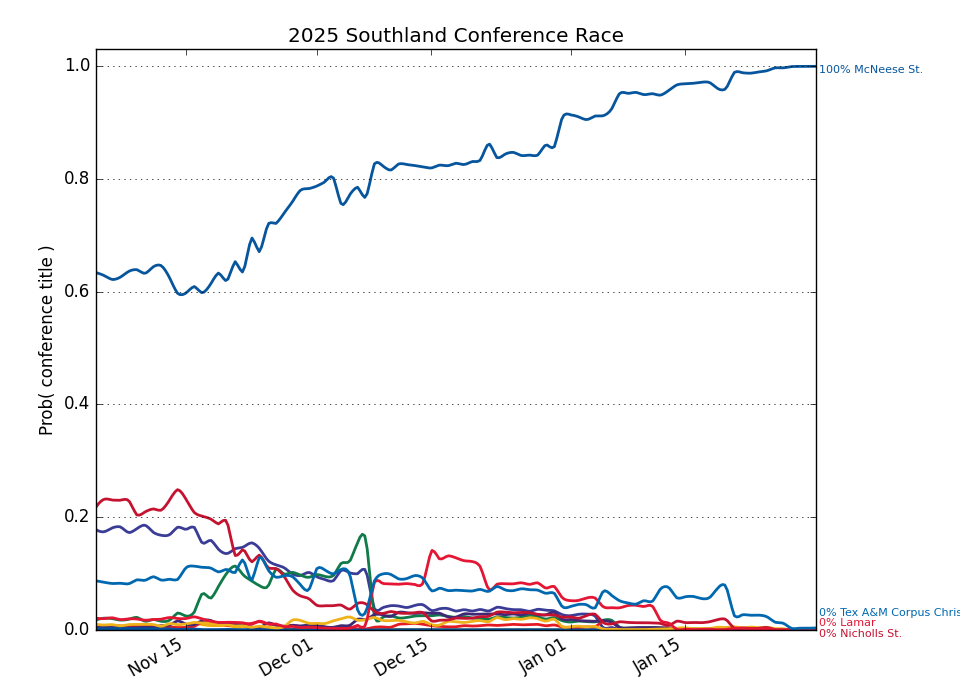 2025 Southland Conference Race
Prob( conference title )
1.0
0.8
0.6
0.4
0.2
0.0
Nov 15
Dec 01
Dec 15
Jan 01
Jan 15
100% McNeese St.
0% Tex A&M Corpus Chris
0% Lamar
0% Nicholls St.